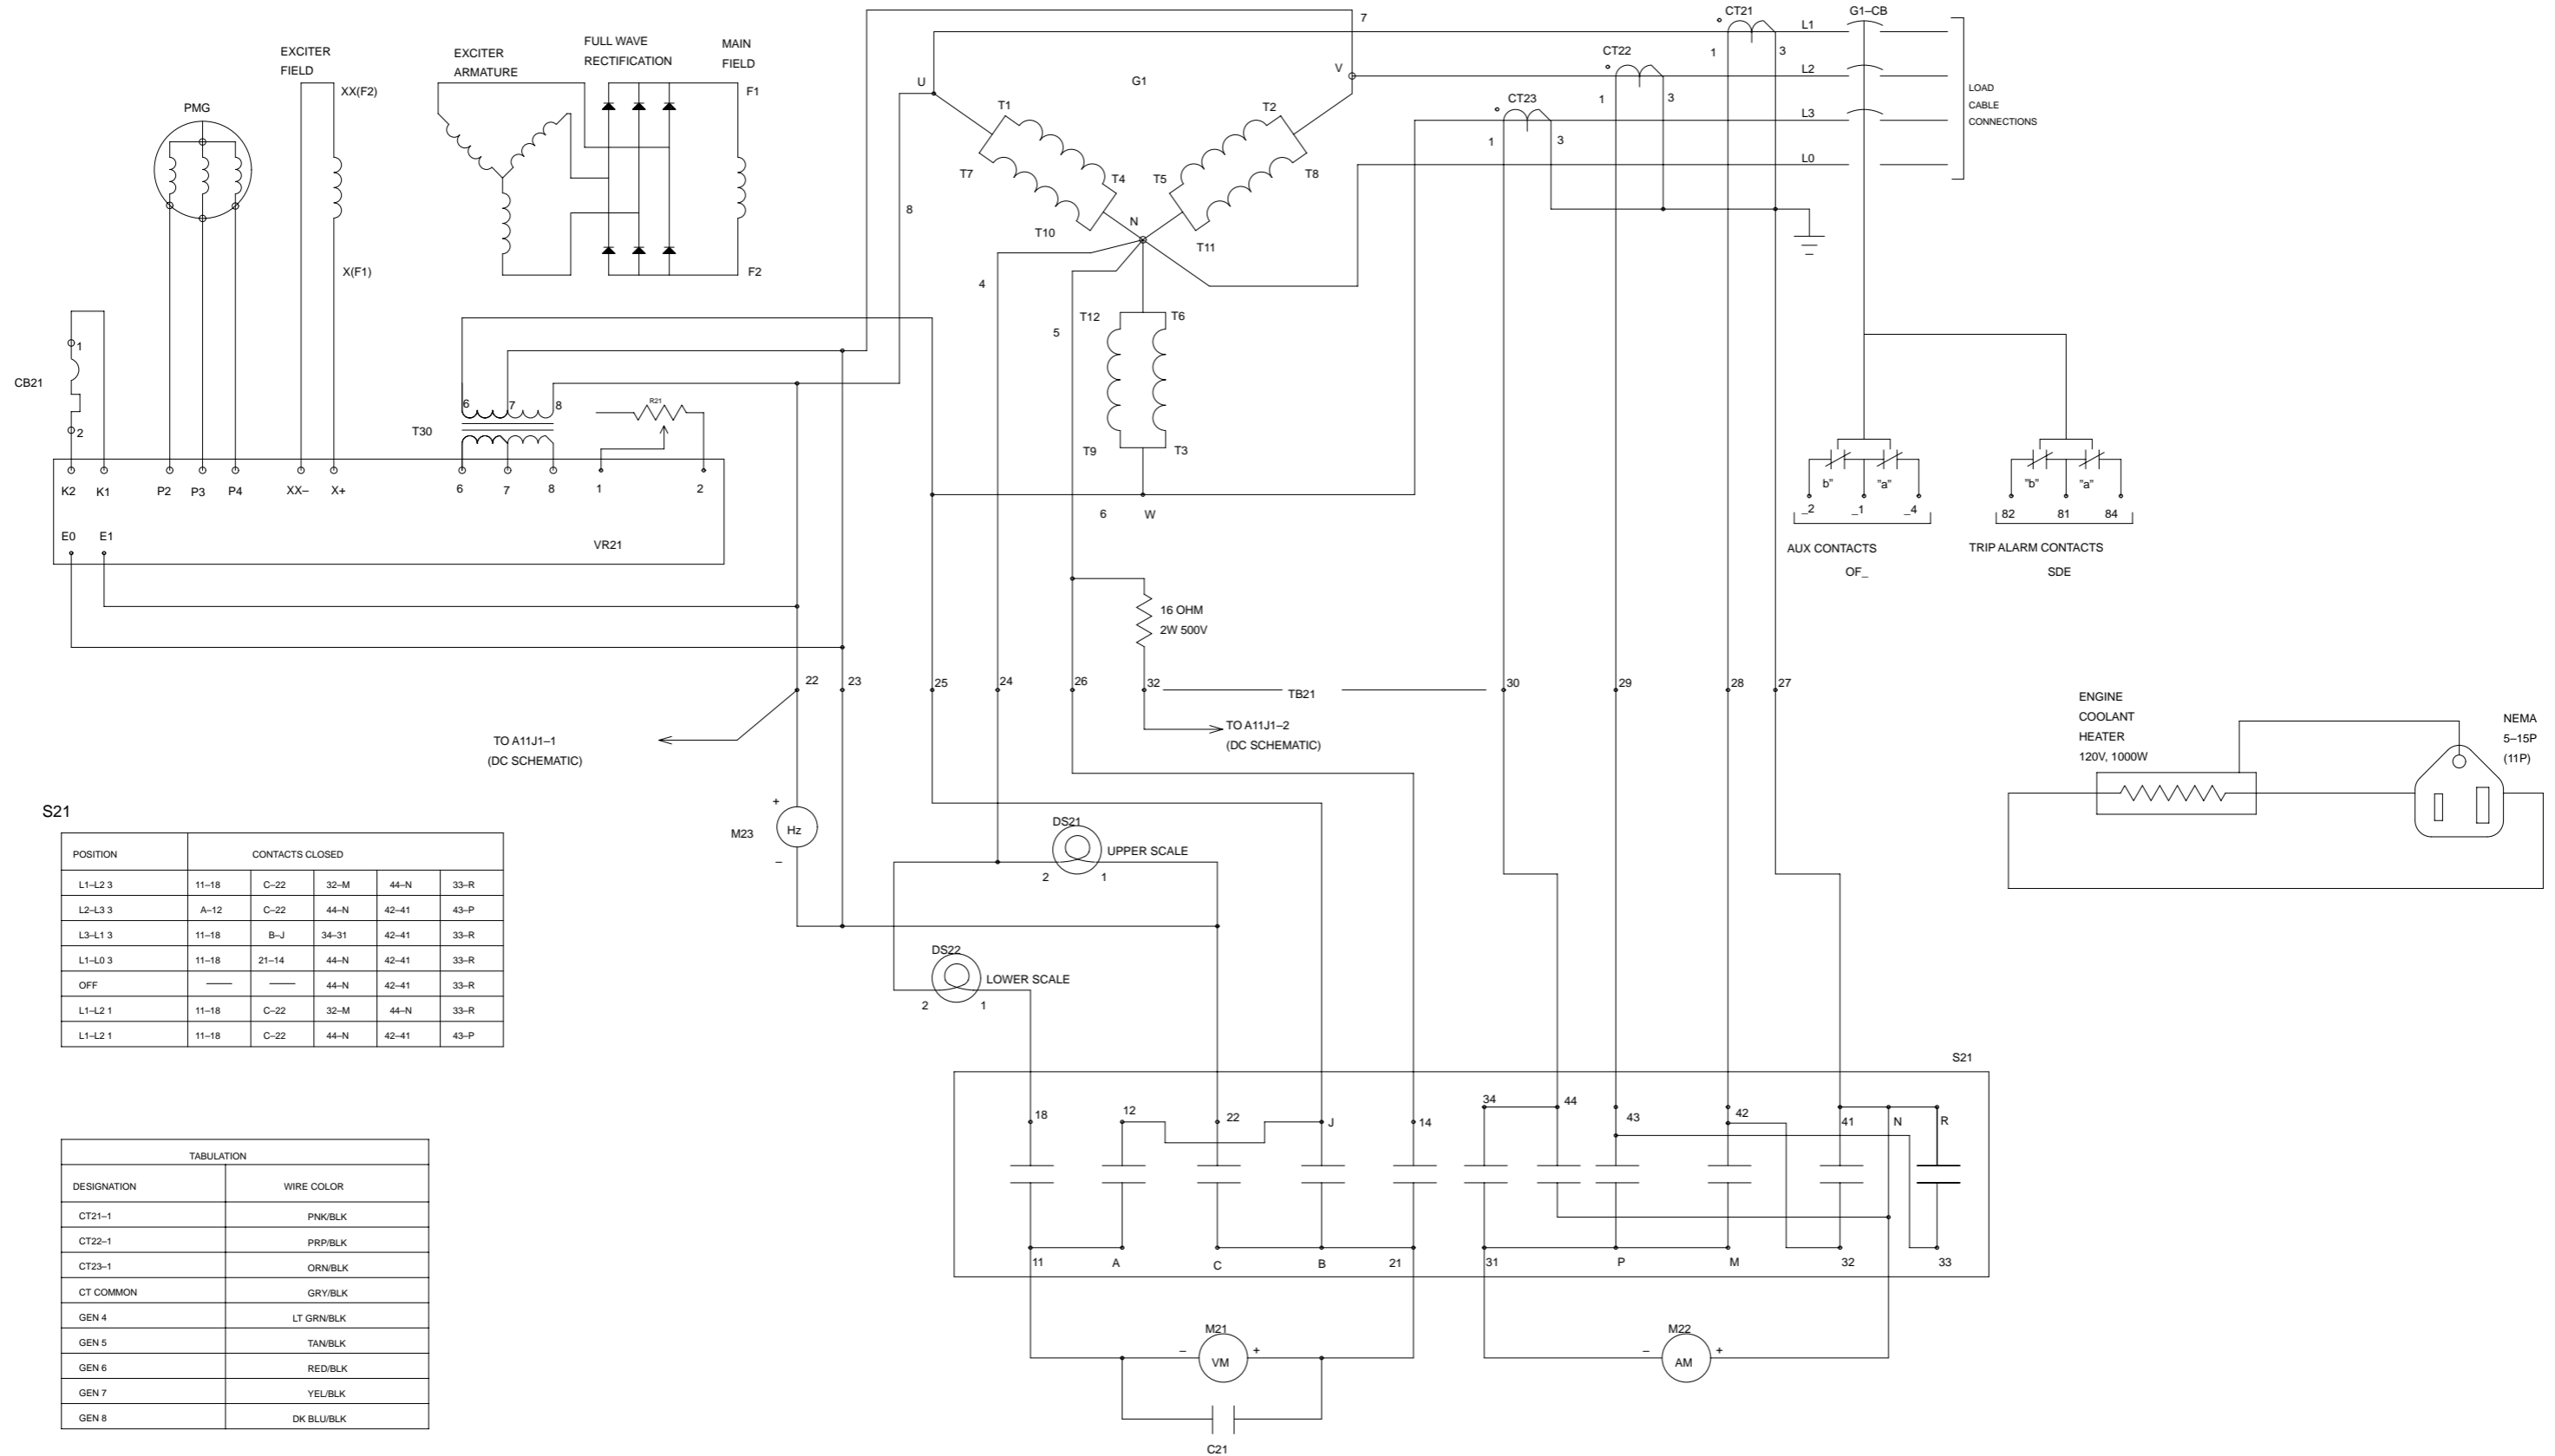 CT21
G1–CB
7
L1
1
3
EXCITER
FIELD
EXCITER
ARMATURE
FULL WAVE
RECTIFICATION
MAIN
FIELD
U
G1
V
CT22
L2
1
3
LOAD
CABLE
CONNECTIONS
XX(F2)
F1
PMG
T1
T2
CT23
L3
1
3
T7
T4
T5
T8
L0
8
N
T10
T11
X(F1)
F2
4
T12
T6
5
1
CB21
2
6
7
8
R21
T30
T9
T3
K2
K1
P2
P3
P4
XX–
X+
6
7
8
1
2
E0
E1
VR21
6
W
b"
"a"
"b"
"a"
_2
_1
_4
82
81
84
AUX CONTACTS
OF_
TRIP ALARM CONTACTS
SDE
16 OHM
2W 500V
22
23
25
24
26
32
TB21
30
29
28
27
TO A11J1–1
(DC SCHEMATIC)
TO A11J1–2
(DC SCHEMATIC)
ENGINE
COOLANT
HEATER
120V, 1000W
NEMA
5–15P
(11P)
S21
POSITION CONTACTS CLOSED
L1–L2 3 11–18 C–22 32–M 44–N 33–R
L2–L3 3 A–12 C–22 44–N 42–41 43–P
L3–L1 3 11–18 B–J 34–31 42–41 33–R
L1–L0 3 11–18 21–14 44–N 42–41 33–R
OFF —— —— 44–N 42–41 33–R
L1–L2 1 11–18 C–22 32–M 44–N 33–R
L1–L2 1 11–18 C–22 44–N 42–41 43–P
+
M23
Hz
–
DS21
UPPER SCALE
2
1
DS22
LOWER SCALE
2
1
S21
18
12
22
J
14
34
44
43
42
41
N
R
11
A
C
B
21
31
P
M
32
33
M21
–
VM
+
C21
M22
–
AM
+
TABULATION
DESIGNATION WIRE COLOR
CT21–1 PNK/BLK
CT22–1 PRP/BLK
CT23–1 ORN/BLK
CT COMMON GRY/BLK
GEN 4 LT GRN/BLK
GEN 5 TAN/BLK
GEN 6 RED/BLK
GEN 7 YEL/BLK
GEN 8 DK BLU/BLK